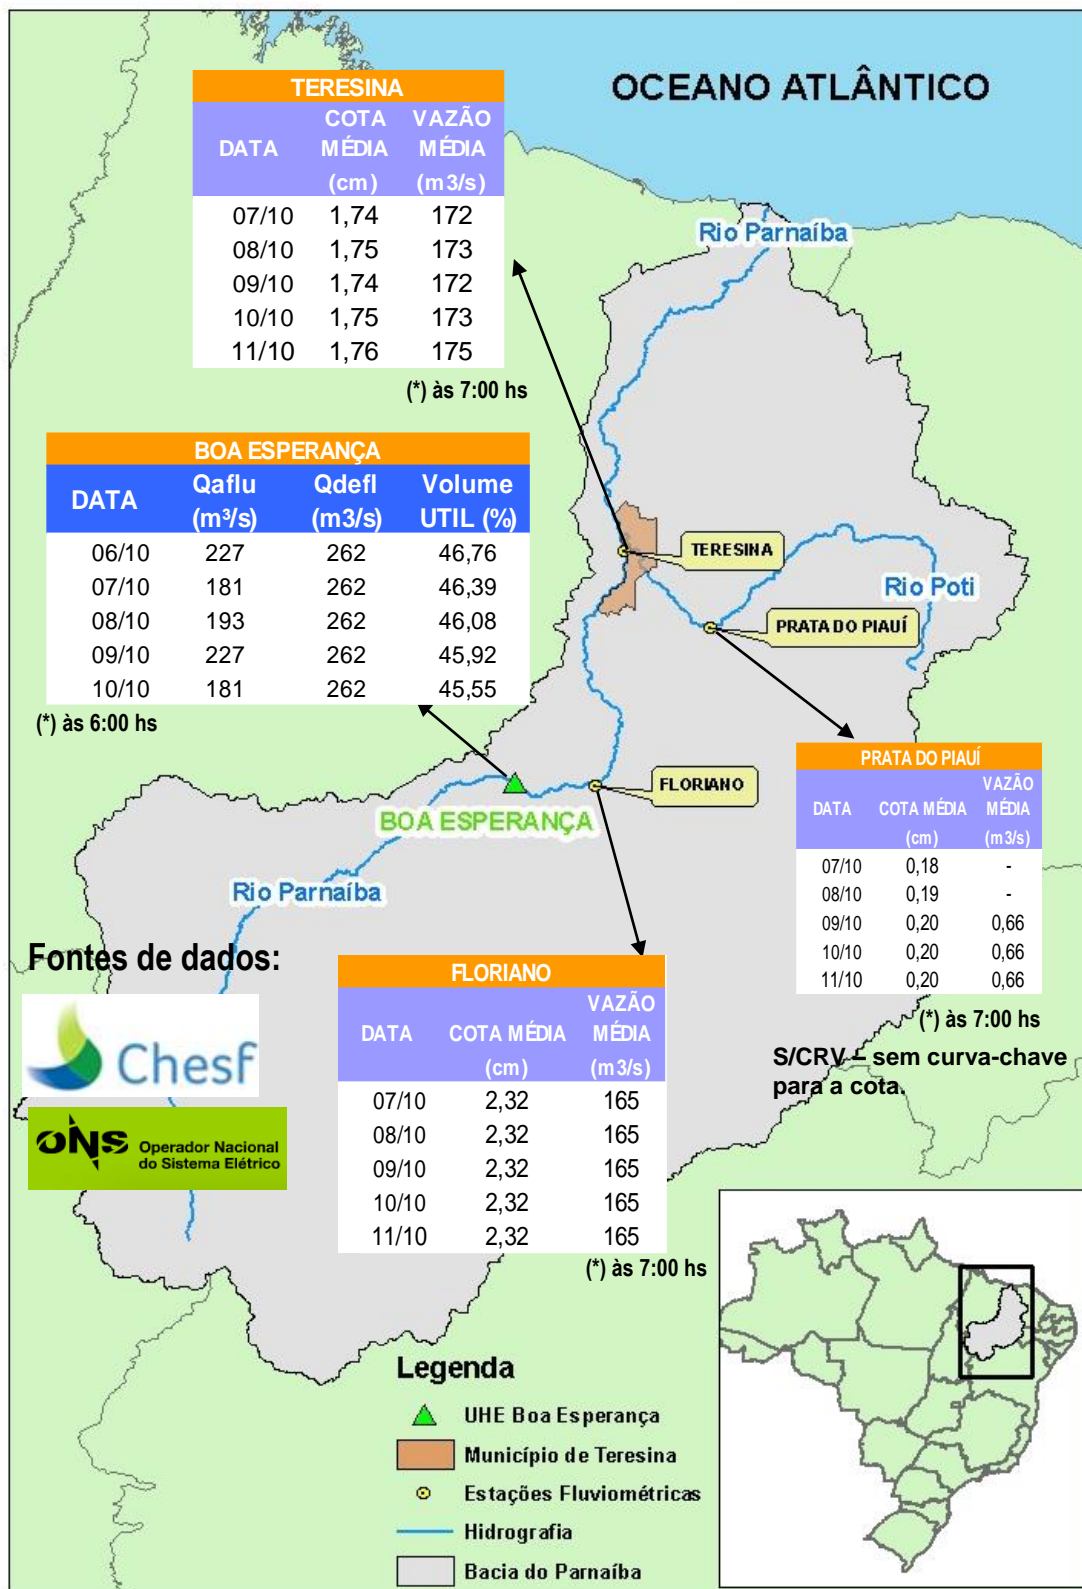 OCEANO ATLÂNTICO
TERESINA
DATA COTA MÉDIA (cm) VAZÃO MÉDIA (m3/s)
07/10 1,74 172
08/10 1,75 173
09/10 1,74 172
10/10 1,75 173
11/10 1,76 175
(*) às 7:00 hs
Rio Parnaíba
BOA ESPERANÇA
DATA Qaflu (m³/s) Qdefl (m3/s) Volume UTIL (%)
06/10 227 262 46,76
07/10 181 262 46,39
08/10 193 262 46,08
09/10 227 262 45,92
10/10 181 262 45,55
(*) às 6:00 hs
TERESINA
Rio Poti
PRATA DO PIAUÍ
FLORIANO
BOA ESPERANÇA
Rio Parnaíba
PRATA DO PIAUÍ
DATA COTA MÉDIA (cm) VAZÃO MÉDIA (m3/s)
07/10 0,18 -
08/10 0,19 -
09/10 0,20 0,66
10/10 0,20 0,66
11/10 0,20 0,66
(*) às 7:00 hs
S/CRV – sem curva-chave
para a cota.
Fontes de dados:
Chesf
ONS Operador Nacional
do Sistema Elétrico
FLORIANO
DATA COTA MÉDIA (cm) VAZÃO MÉDIA (m3/s)
07/10 2,32 165
08/10 2,32 165
09/10 2,32 165
10/10 2,32 165
11/10 2,32 165
(*) às 7:00 hs
Legenda
UHE Boa Esperança
Município de Teresina
Estações Fluviométricas
Hidrografia
Bacia do Parnaíba